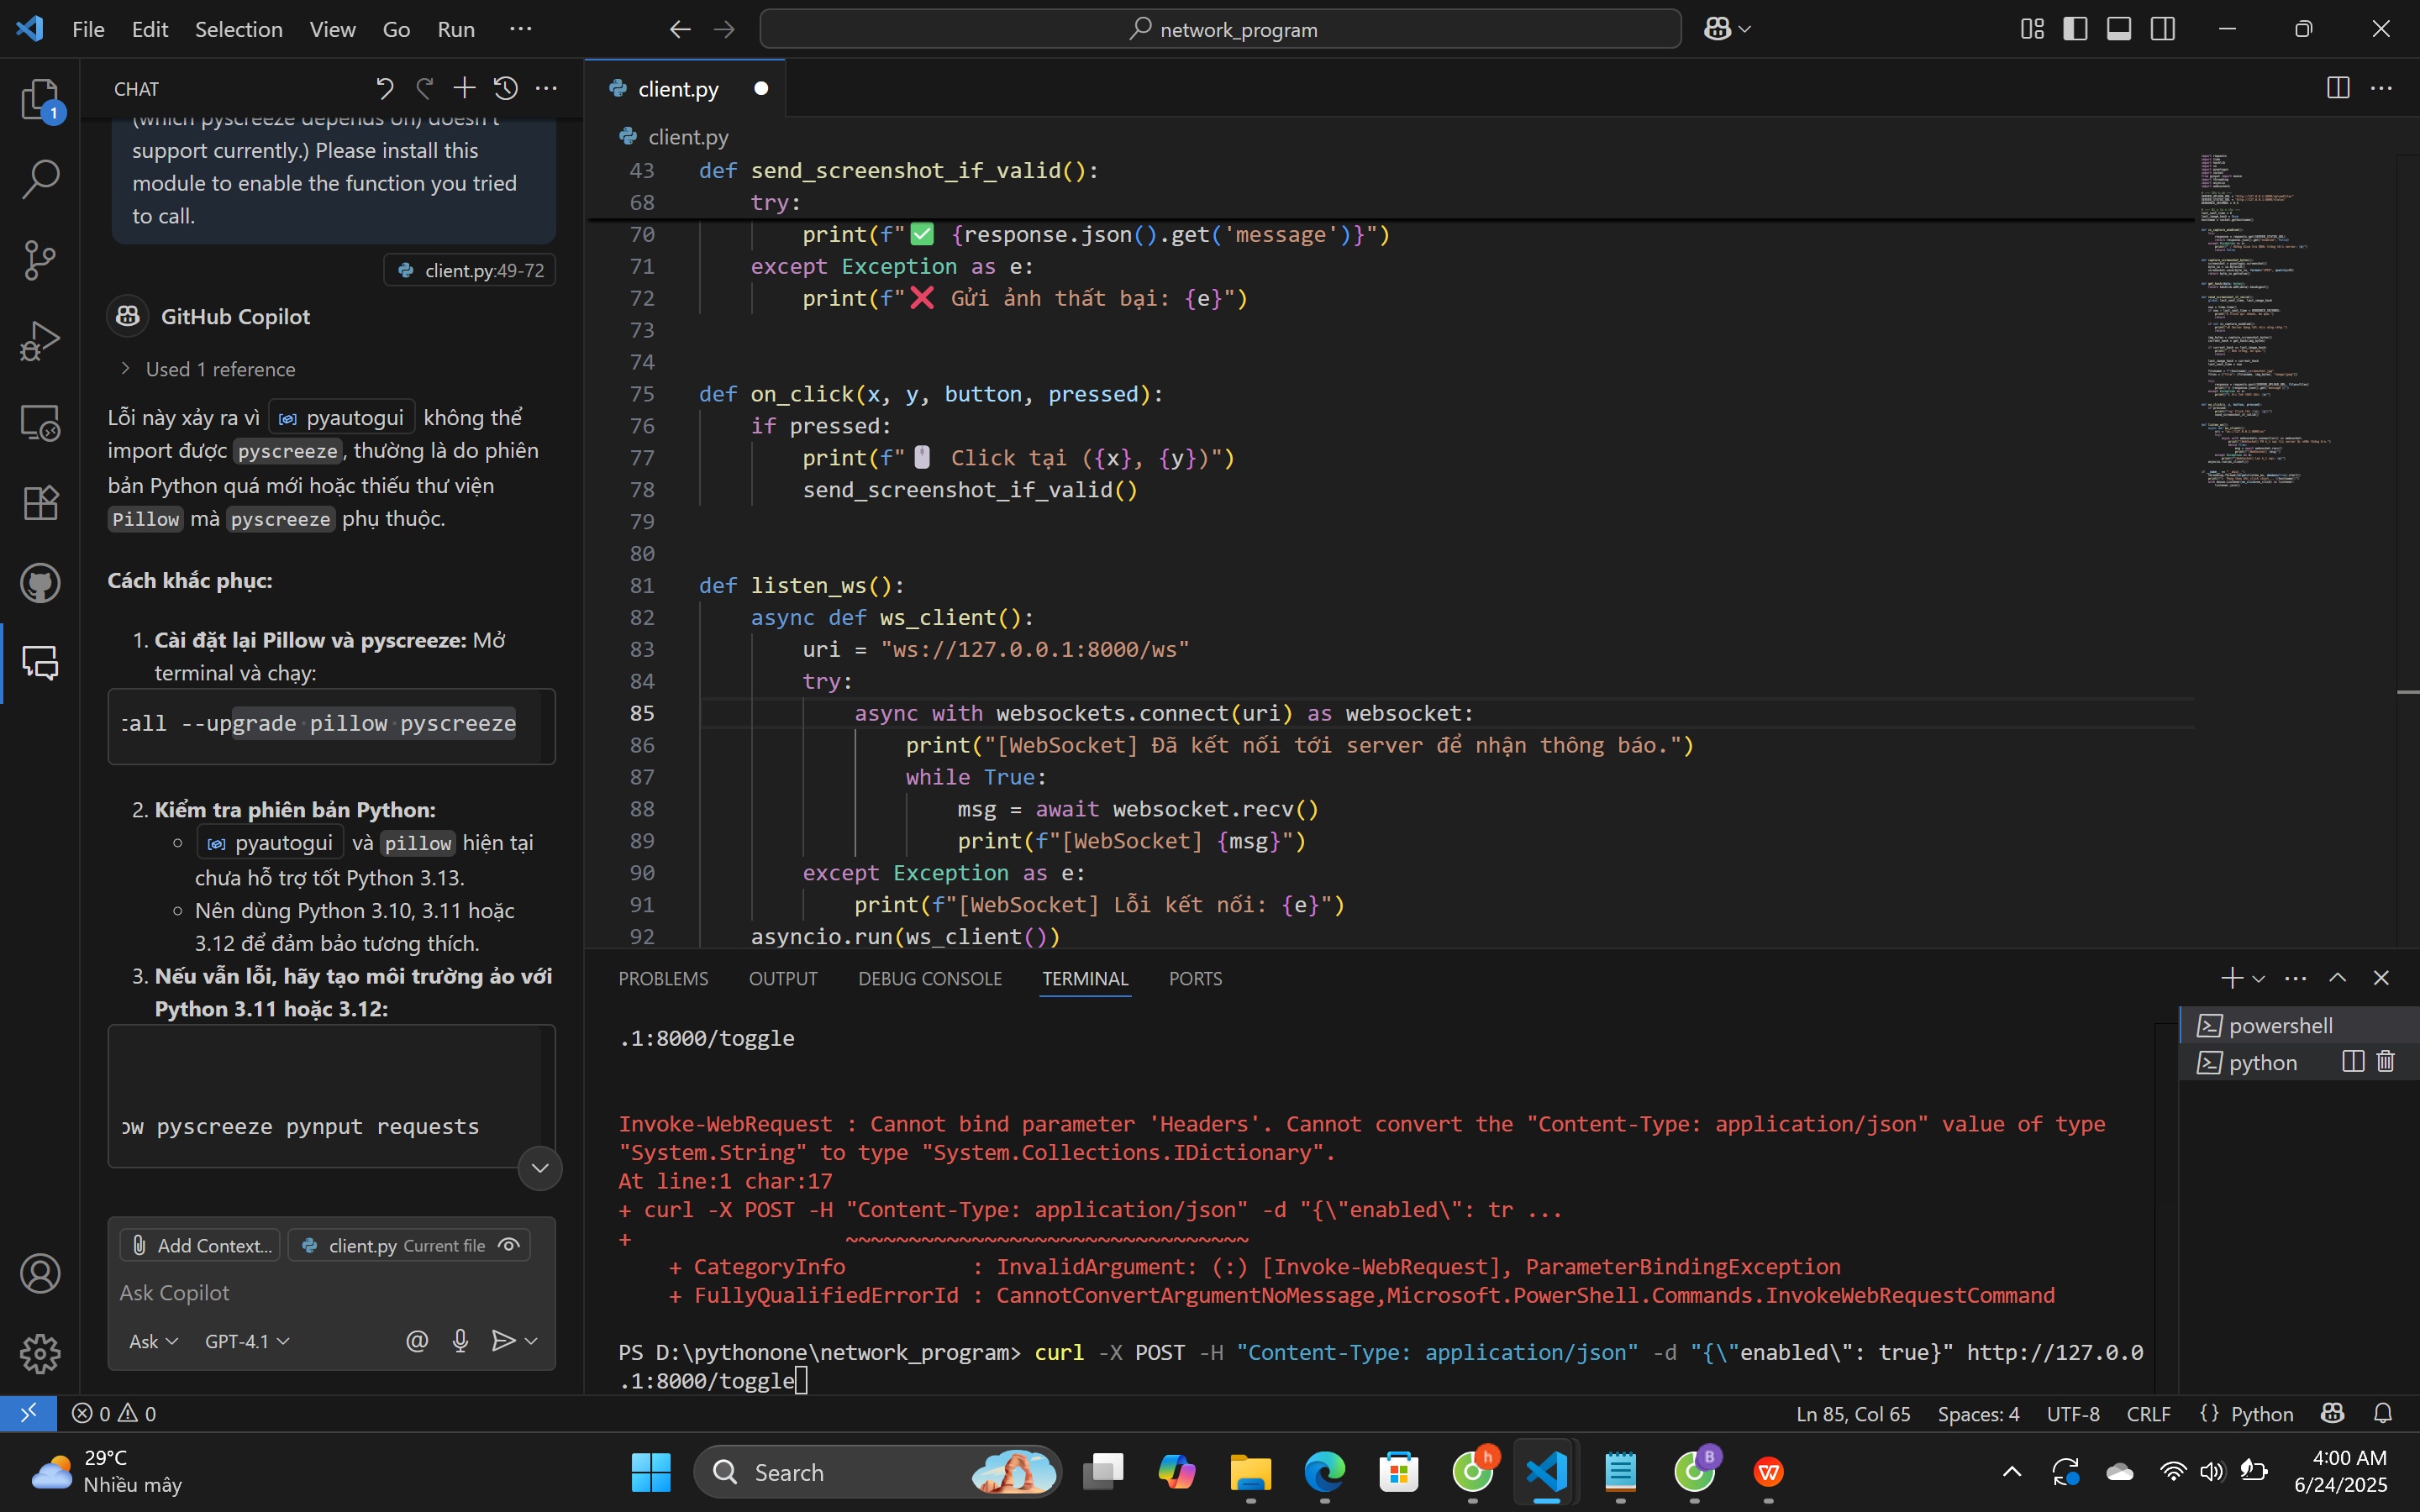 File Edit Selection View Go Run ···
network_program
CHAT
(which pyscreeze depends on) doesn't
support currently.) Please install this
module to enable the function you tried
to call.
client.py:49-72
GitHub Copilot
Used 1 reference
Lỗi này xảy ra vì pyautogui không thể
import được pyscreeze, thường là do phiên
bản Python quá mới hoặc thiếu thư viện
Pillow mà pyscreeze phụ thuộc.
Cách khắc phục:
1. Cài đặt lại Pillow và pyscreeze: Mở
terminal và chạy:
call --upgrade pillow pyscreeze
2. Kiểm tra phiên bản Python:
pyautogui và pillow hiện tại
chưa hỗ trợ tốt Python 3.13.
Nên dùng Python 3.10, 3.11 hoặc
3.12 để đảm bảo tương thích.
3. Nếu vẫn lỗi, hãy tạo môi trường ảo với
Python 3.11 hoặc 3.12:
ow pyscreeze pynput requests
Add Context... client.py Current file
Ask Copilot
Ask GPT-4.1
1
client.py
client.py
43 def send_screenshot_if_valid():
68 try:
70 print(f"✅ {response.json().get('message')}")
71 except Exception as e:
72 print(f"❌ Gửi ảnh thất bại: {e}")
73
74
75 def on_click(x, y, button, pressed):
76 if pressed:
77 print(f"🖱️ Click tại ({x}, {y})")
78 send_screenshot_if_valid()
79
80
81 def listen_ws():
82 async def ws_client():
83 uri = "ws://127.0.0.1:8000/ws"
84 try:
85 async with websockets.connect(uri) as websocket:
86 print("[WebSocket] Đã kết nối tới server để nhận thông báo.")
87 while True:
88 msg = await websocket.recv()
89 print(f"[WebSocket] {msg}")
90 except Exception as e:
91 print(f"[WebSocket] Lỗi kết nối: {e}")
92 asyncio.run(ws_client())
PROBLEMS OUTPUT DEBUG CONSOLE TERMINAL PORTS
.1:8000/toggle
Invoke-WebRequest : Cannot bind parameter 'Headers'. Cannot convert the "Content-Type: application/json" value of type
"System.String" to type "System.Collections.IDictionary".
At line:1 char:17
+ curl -X POST -H "Content-Type: application/json" -d "{\"enabled\": tr ...
+ ~~~~~~~~~~~~~~~~~~~~~~~~~~~~~~~~
+ CategoryInfo : InvalidArgument: (:) [Invoke-WebRequest], ParameterBindingException
+ FullyQualifiedErrorId : CannotConvertArgumentNoMessage,Microsoft.PowerShell.Commands.InvokeWebRequestCommand
PS D:\pythonone\network_program> curl -X POST -H "Content-Type: application/json" -d "{\"enabled\": true}" http://127.0.0
.1:8000/toggle
powershell
python
0 0
Ln 85, Col 65 Spaces: 4 UTF-8 CRLF {} Python
29°C
Nhiều mây
Search
h
B
4:00 AM
6/24/2025